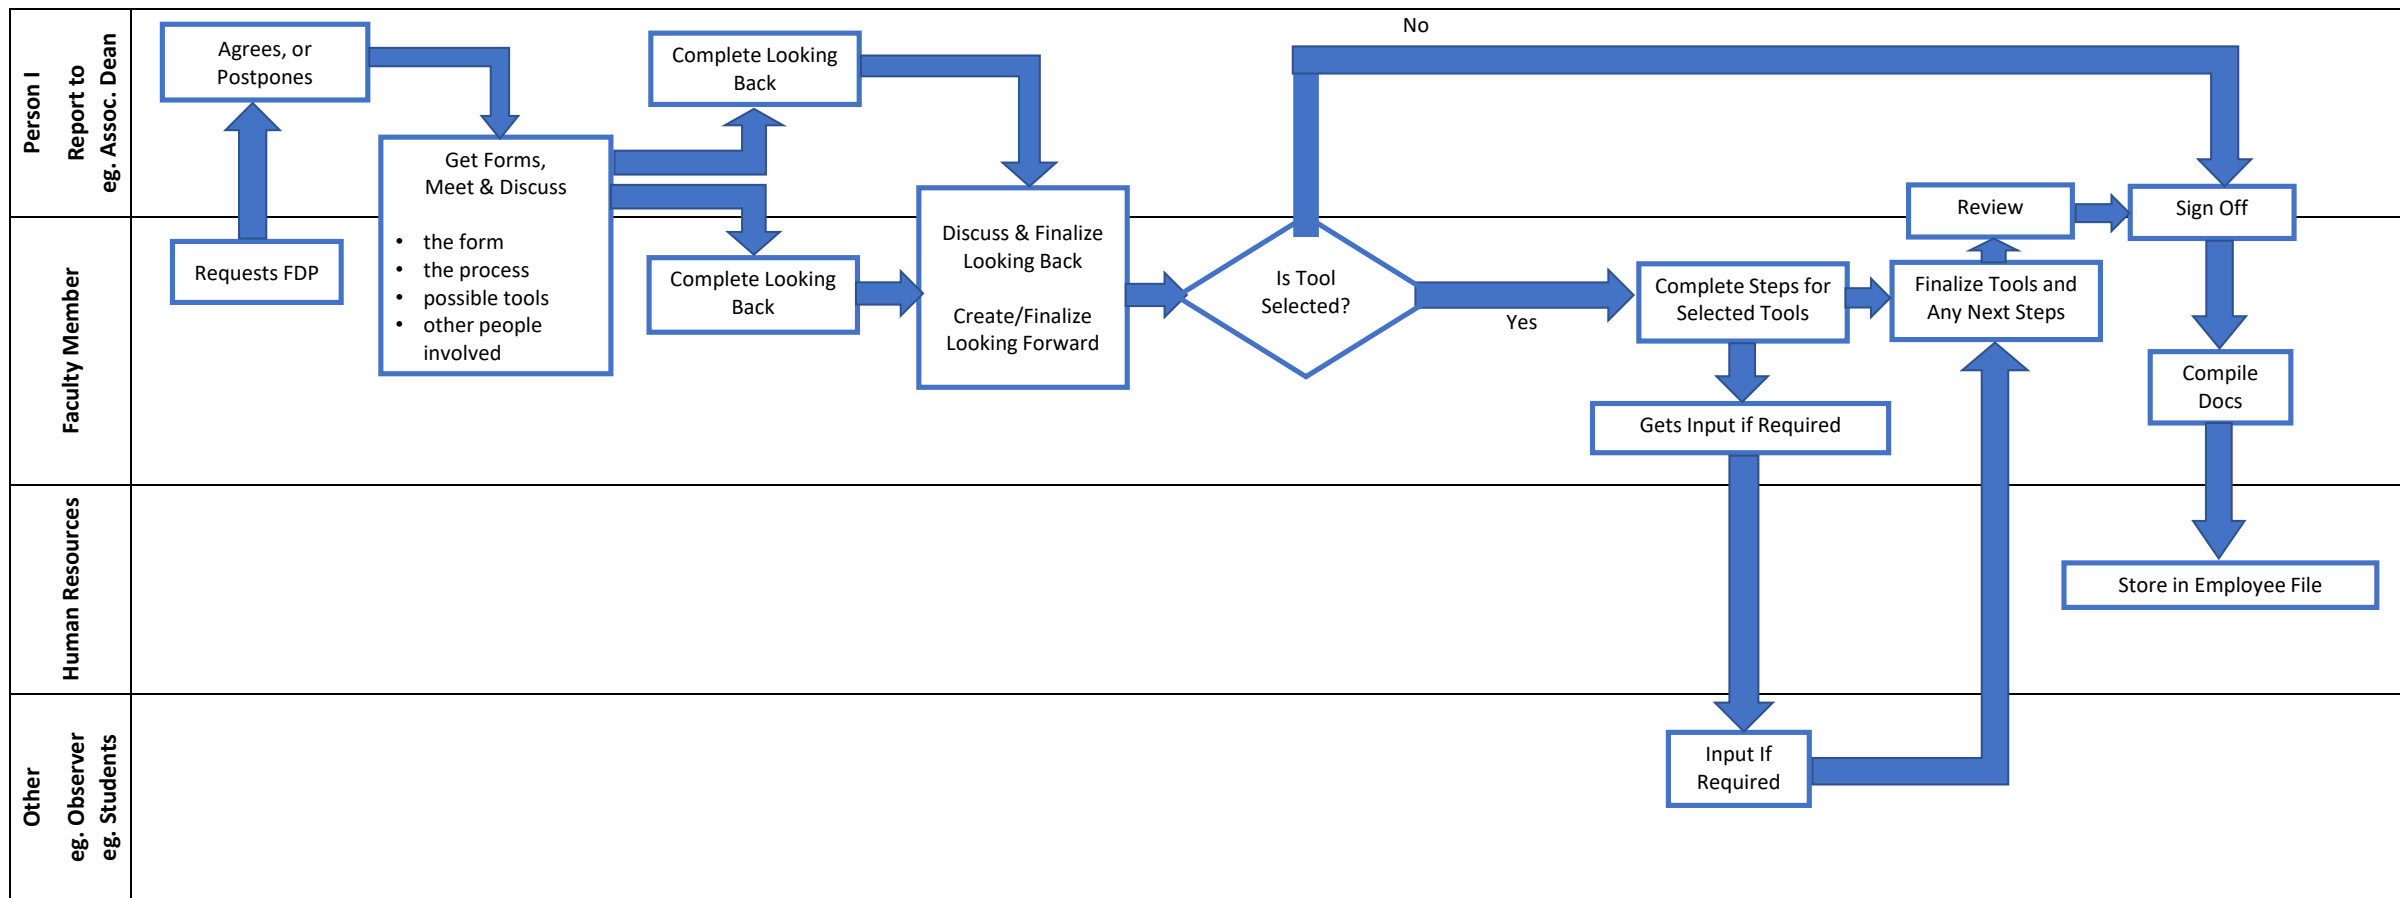 Person I
Report to
eg. Assoc. Dean
Agrees, or
Postpones
Complete Looking
Back
No
Get Forms,
Meet & Discuss
• the form
• the process
• possible tools
• other people
involved
Review
Sign Off
Faculty Member
Requests FDP
Complete Looking
Back
Discuss & Finalize
Looking Back
Create/Finalize
Looking Forward
Is Tool
Selected?
Yes
Complete Steps for
Selected Tools
Finalize Tools and
Any Next Steps
Gets Input if Required
Compile
Docs
Human Resources
Store in Employee File
Other
eg. Observer
eg. Students
Input If
Required